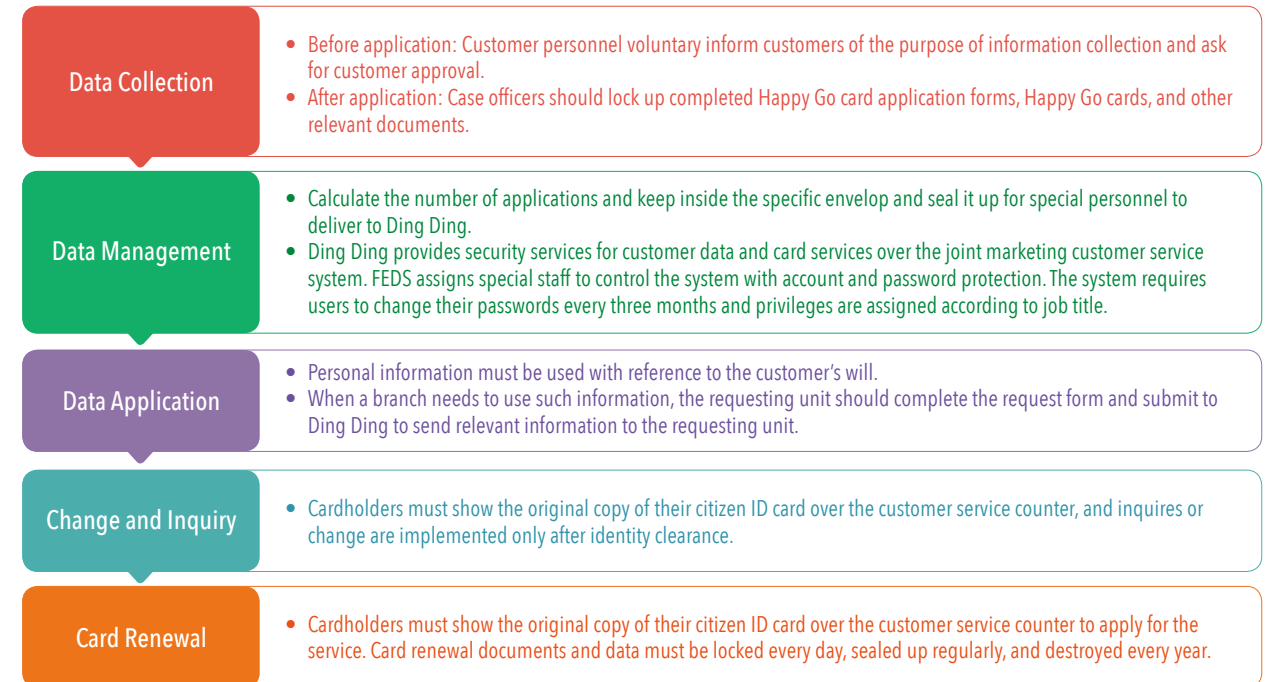 Data Collection
• Before application: Customer personnel voluntary inform customers of the purpose of information collection and ask
for customer approval.
• After application: Case officers should lock up completed Happy Go card application forms, Happy Go cards, and other
relevant documents.
Data Management
• Calculate the number of applications and keep inside the specific envelop and seal it up for special personnel to
deliver to Ding Ding.
• Ding Ding provides security services for customer data and card services over the joint marketing customer service
system. FEDS assigns special staff to control the system with account and password protection. The system requires
users to change their passwords every three months and privileges are assigned according to job title.
Data Application
• Personal information must be used with reference to the customer's will.
• When a branch needs to use such information, the requesting unit should complete the request form and submit to
Ding Ding to send relevant information to the requesting unit.
Change and Inquiry
• Cardholders must show the original copy of their citizen ID card over the customer service counter, and inquires or
change are implemented only after identity clearance.
Card Renewal
• Cardholders must show the original copy of their citizen ID card over the customer service counter to apply for the
service. Card renewal documents and data must be locked every day, sealed up regularly, and destroyed every year.